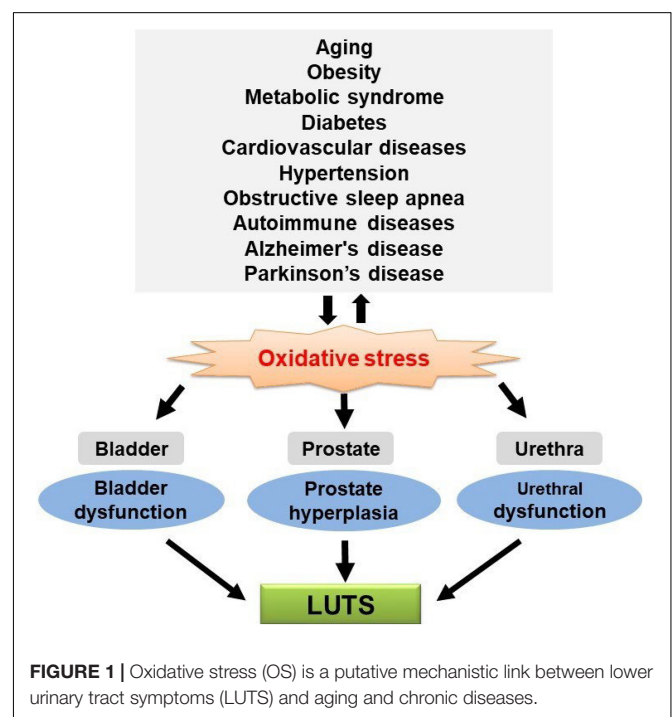 Aging
Obesity
Metabolic syndrome
Diabetes
Cardiovascular diseases
Hypertension
Obstructive sleep apnea
Autoimmune diseases
Alzheimer's disease
Parkinson’s disease
Oxidative stress
Bladder
Prostate
Urethra
Bladder
dysfunction
Prostate
hyperplasia
Urethral
dysfunction
LUTS
FIGURE 1 | Oxidative stress (OS) is a putative mechanistic link between lower
urinary tract symptoms (LUTS) and aging and chronic diseases.